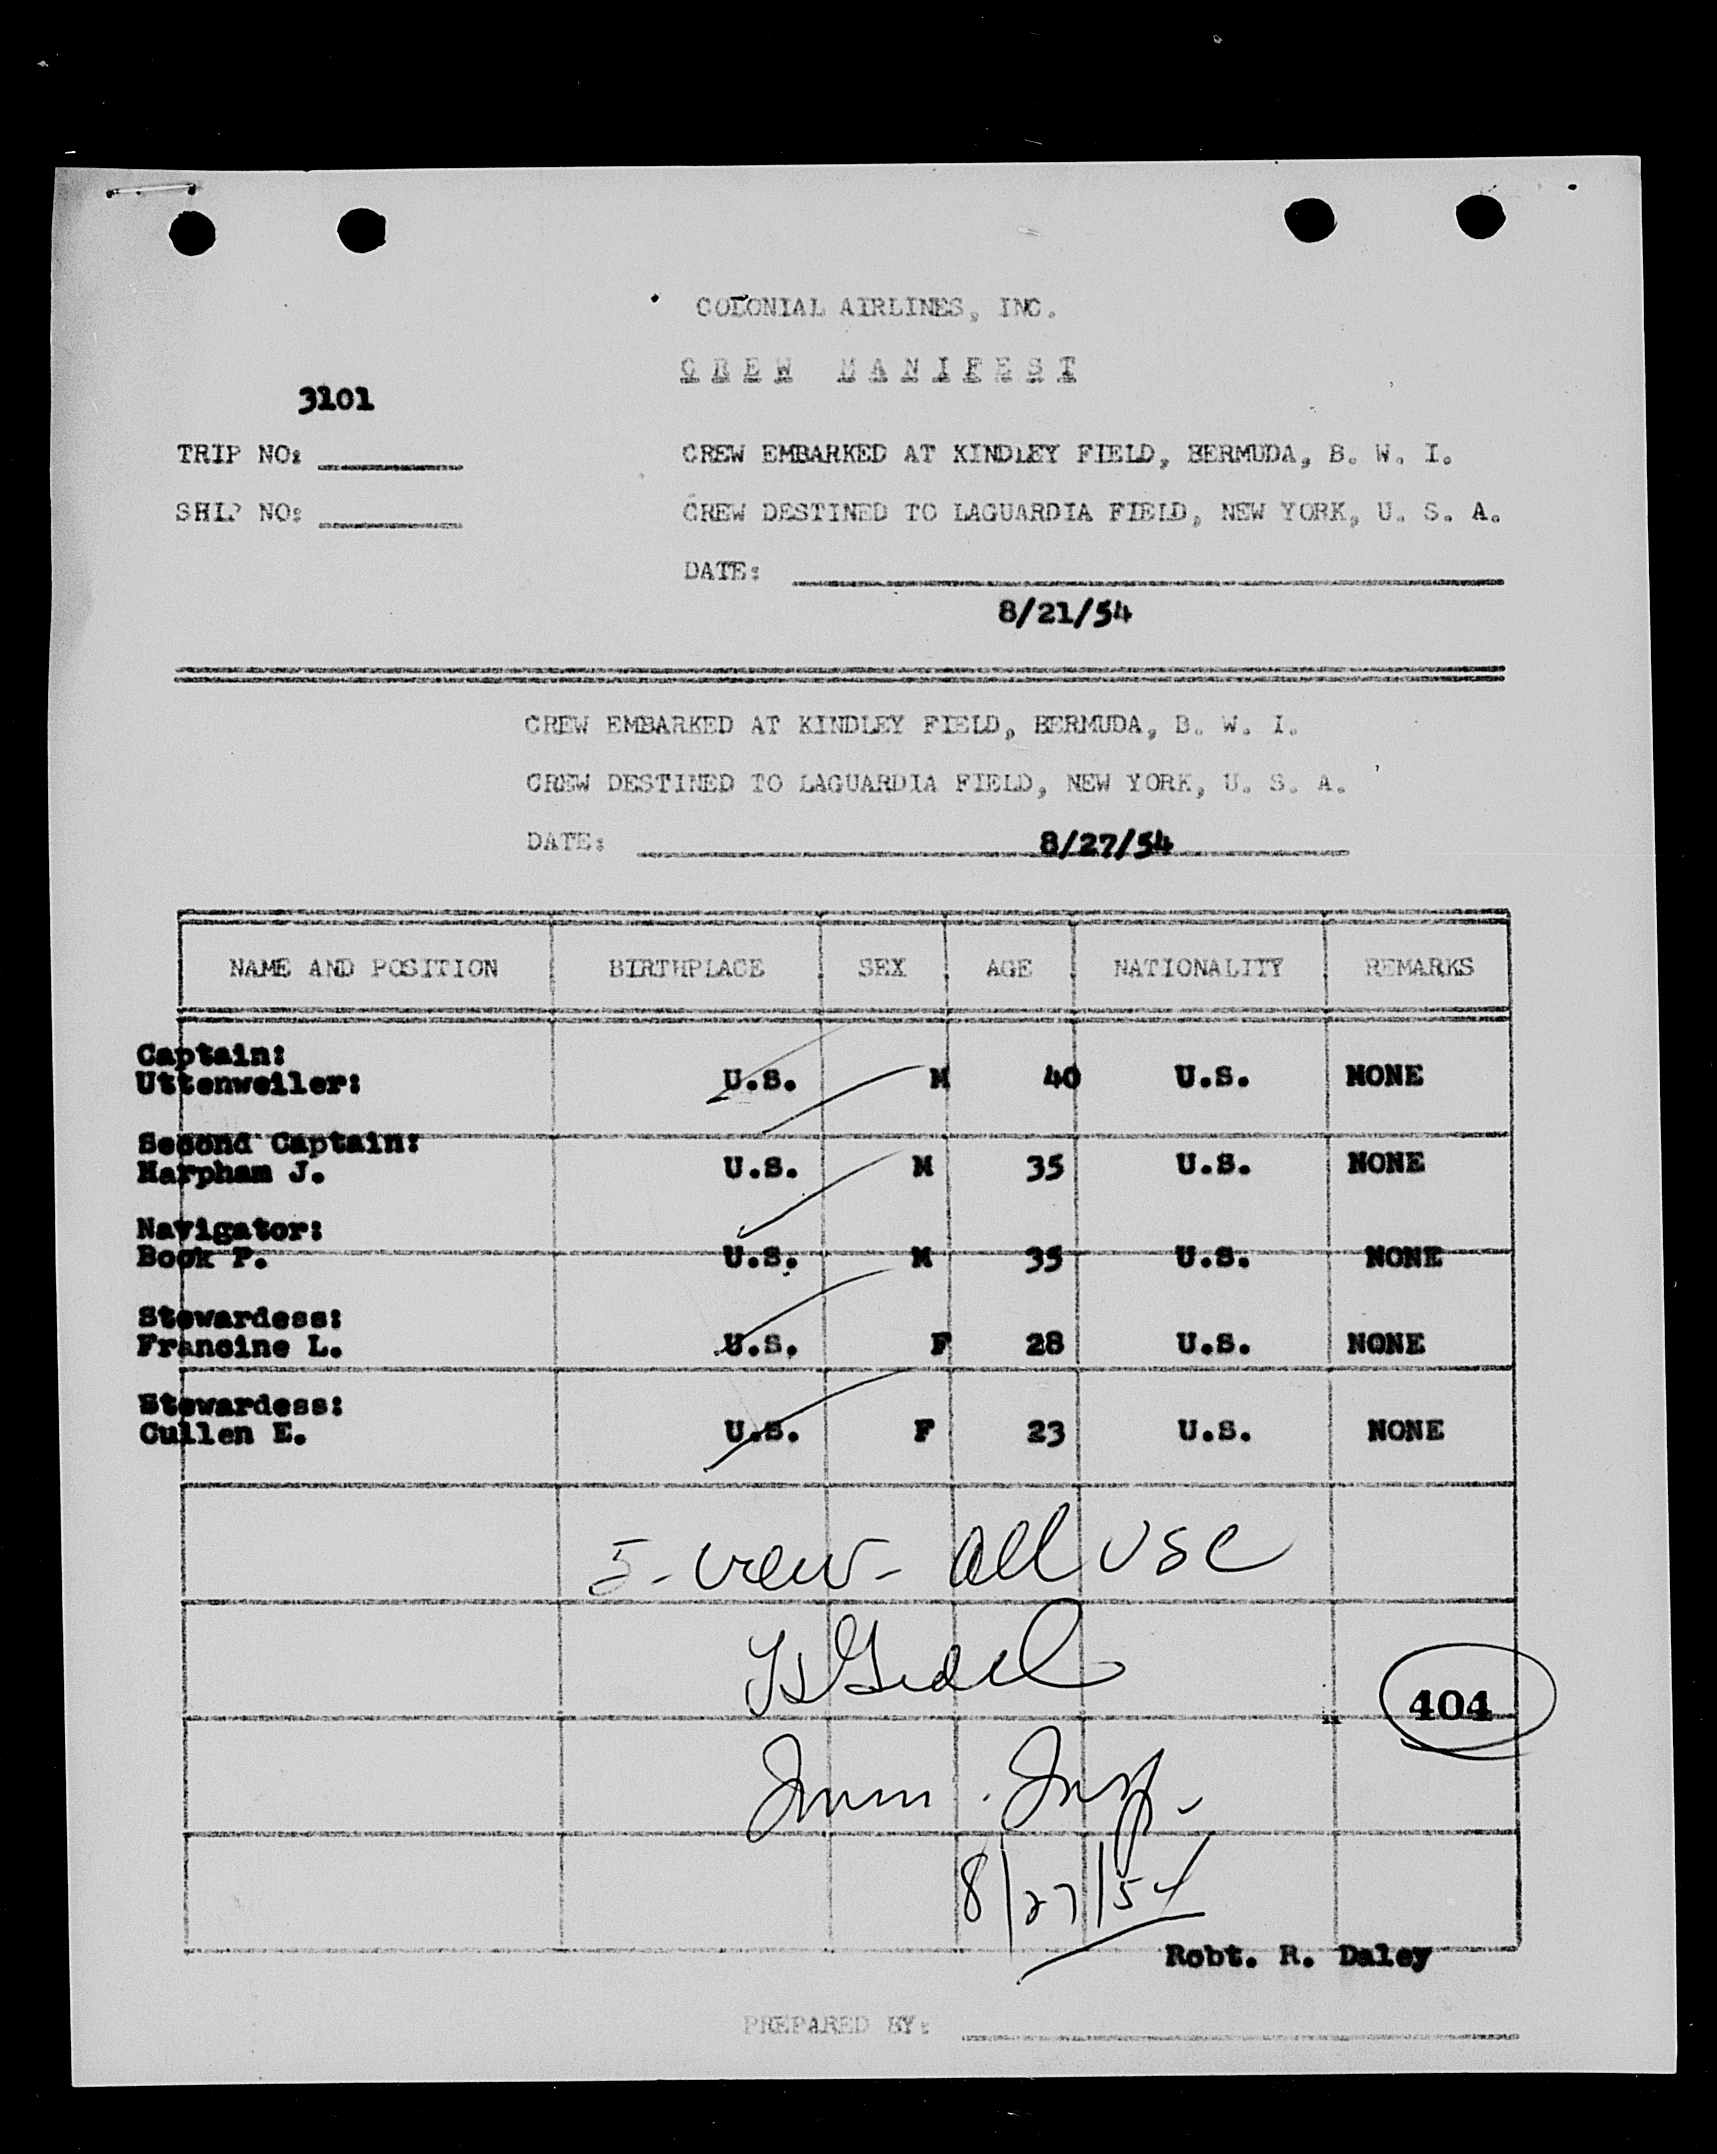 COLONIAL AIRLINES, INC.
CREW MANIFEST
3101
TRIP NO:
CREW EMBARKED AT KINDLEY FIELD, BERMUDA, B. W. I.
SHIP NO:
CREW DESTINED TO LAGUARDIA FIELD, NEW YORK, U. S. A.
DATE:
8/21/54
CREW EMBARKED AT KINDLEY FIELD, BERMUDA, B. W. I.
CREW DESTINED TO LAGUARDIA FIELD, NEW YORK, U. S. A.
DATE: 8/27/54
NAME AND POSITION BIRTHPLACE SEX AGE NATIONALITY REMARKS
Captain:
Uttenweiler: U.S. M 40 U.S. NONE
Second Captain:
Harpham J. U.S. M 35 U.S. NONE
Navigator:
Book P. U.S. M 35 U.S. NONE
Stewardess:
Francine L. U.S. F 28 U.S. NONE
Stewardess:
Cullen E. U.S. F 23 U.S. NONE
5- crew- all USC
404
Imm. Insp.
8/27/54
Robt. R. Daley
PREPARED BY: